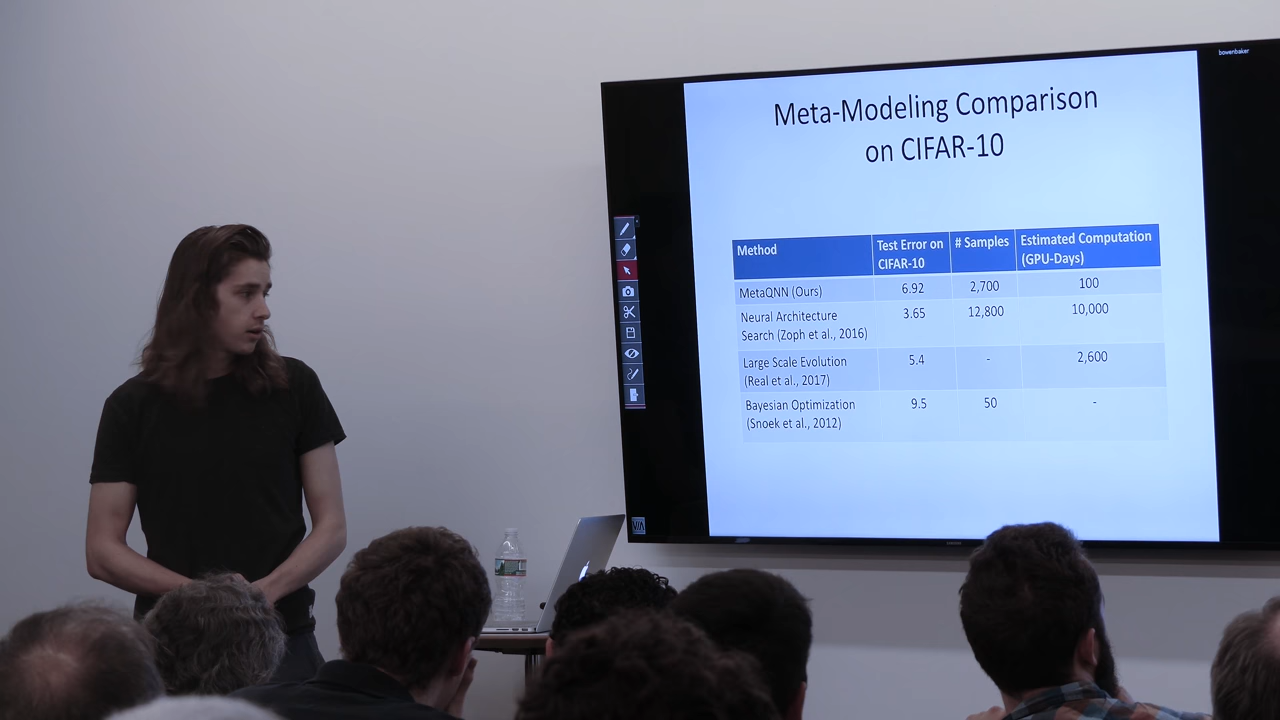 bowenbaker
Meta-Modeling Comparison
on CIFAR-10
Method
Test Error on
CIFAR-10
# Samples
Estimated Computation
(GPU-Days)
MetaQNN (Ours)
6.92
2,700
100
Neural Architecture
Search (Zoph et al., 2016)
3.65
12,800
10,000
Large Scale Evolution
(Real et al., 2017)
5.4
-
2,600
Bayesian Optimization
(Snoek et al., 2012)
9.5
50
-
VIA
SAMSUNG